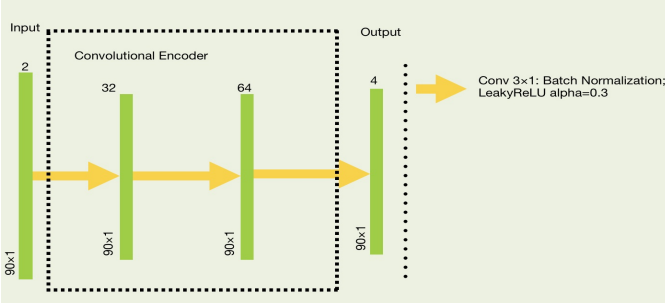 Input
Output
Convolutional Encoder
2
32
64
4
Conv 3×1: Batch Normalization;
LeakyReLU alpha=0.3
90×1
90×1
90×1
90×1